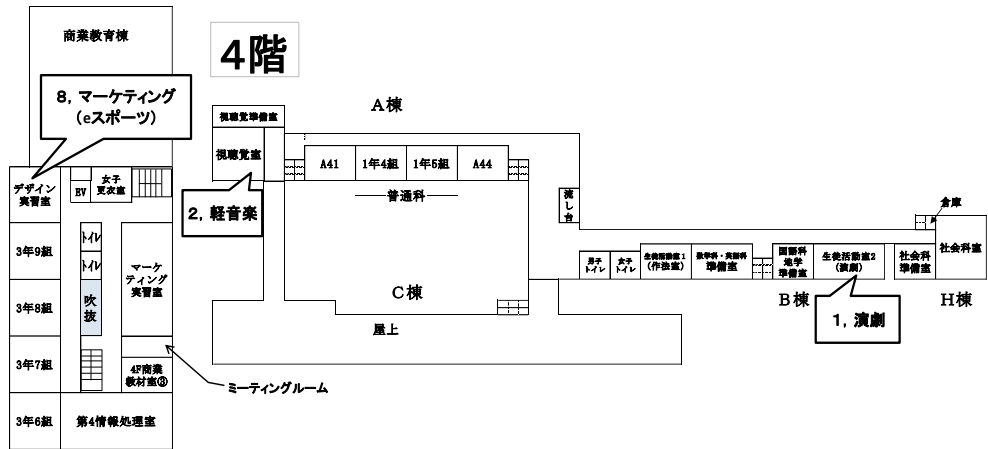 商業教育棟
4階
8，マーケティング
（eスポーツ）
A棟
視聴覚準備室
視聴覚室
A41
1年4組
1年5組
A44
普通科
2，軽音楽
デザイン
実習室
EV
女子
更衣室
流し台
倉庫
社会科室
3年9組
トイレ
トイレ
マーケ
ティング
実習室
男子
トイレ
女子
トイレ
生徒活動室1
（作法室）
数学科・英語科
準備室
国語科
地学
準備室
生徒活動室2
（演劇）
社会科
準備室
3年8組
吹抜
C棟
B棟
H棟
屋上
1，演劇
3年7組
4F商業
教材室③
ミーティングルーム
3年6組
第4情報処理室